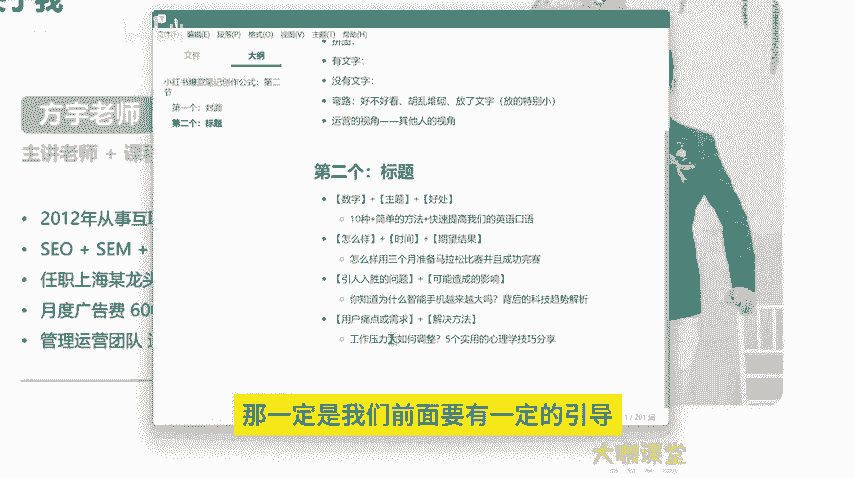 编辑(E) 段落(P) 格式(O) 视图(V) 主题(T) 帮助(H)
文件 大纲
小红书爆款笔记创作公式：第二
节
第一个：封面
第二个：标题
• 拼图：
• 有文字：
• 没有文字：
• 弯路：好不好看、胡乱堆砌、放了文字（放的特别小）
• 运营的视角——其他人的视角
第二个：标题
• 【数字】+【主题】+【好处】
○ 10种+简单的方法+快速提高我们的英语口语
• 【怎么样】+【时间】+【期望结果】
○ 怎么样用三个月准备马拉松比赛并且成功完赛
• 【引人入胜的问题】+【可能造成的影响】
○ 你知道为什么智能手机越来越大吗？背后的科技趋势解析
• 【用户痛点或需求】+【解决方法】
○ 工作压力大如何调整？5个实用的心理学技巧分享
方宇老师
主讲老师 + 课程
• 2012年从事互联
• SEO + SEM +
• 任职上海某龙头
• 月度广告费 600
• 管理运营团队
那一定是我们前面要有一定的引导
大咖课堂